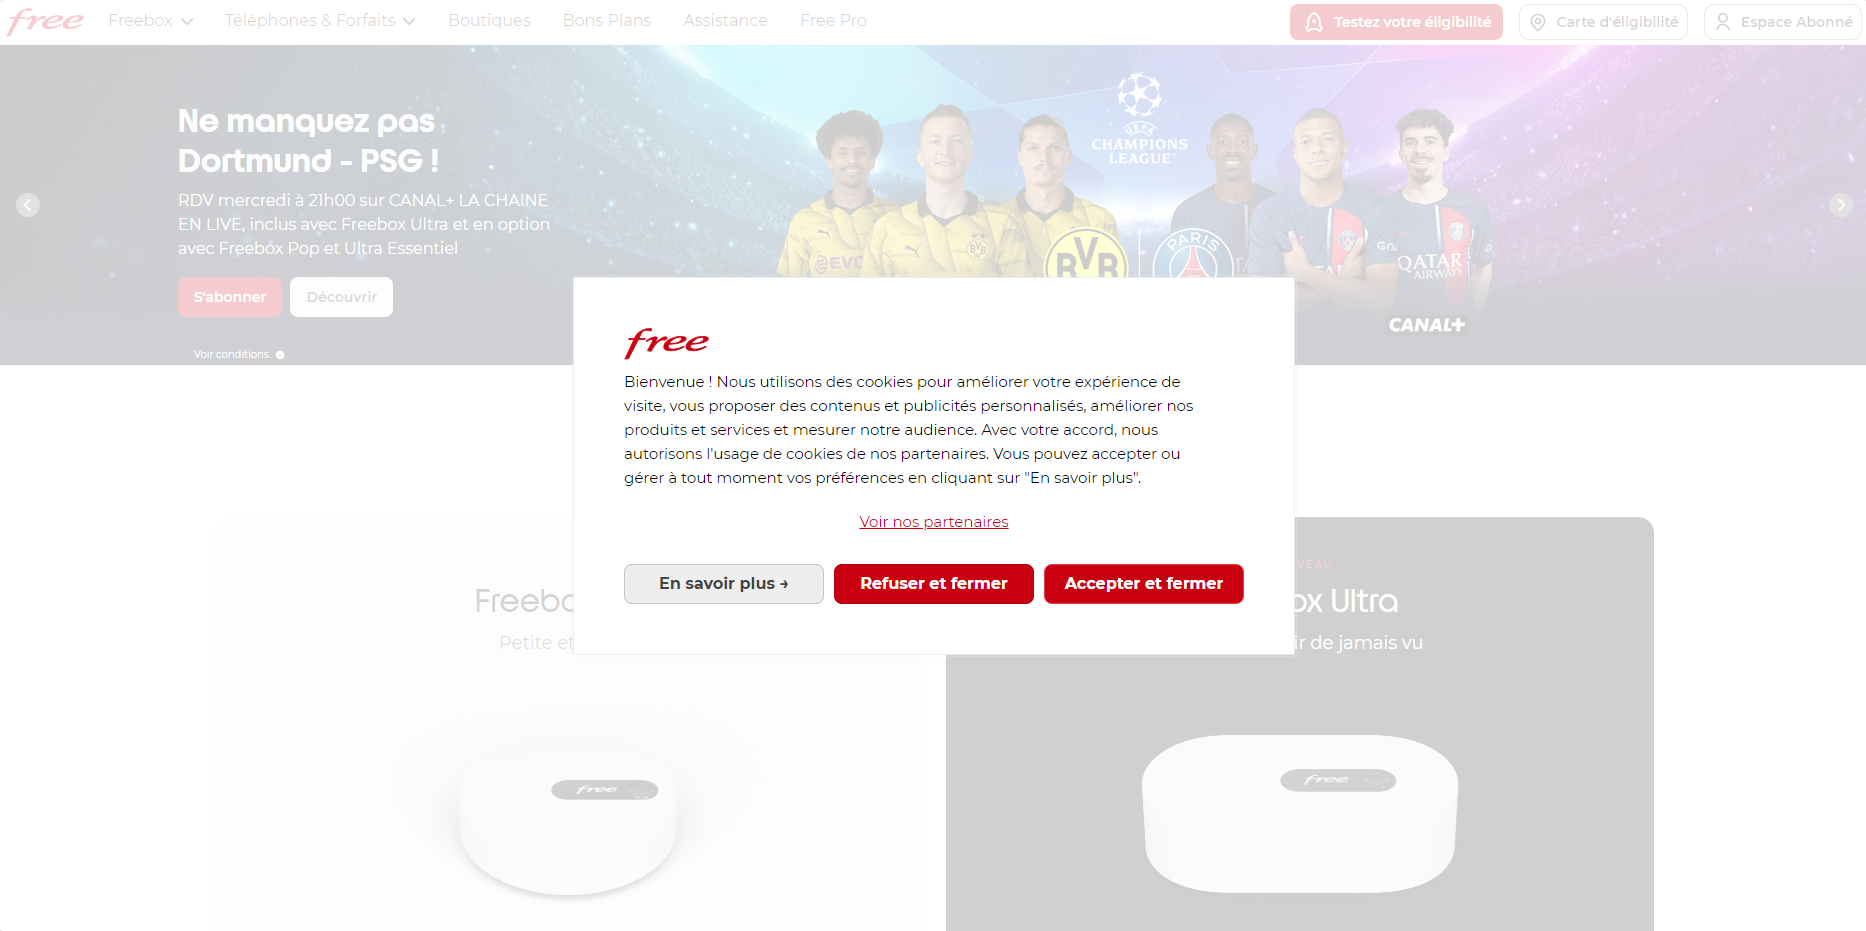 free
Freebox
Téléphones & Forfaits
Boutiques
Bons Plans
Assistance
Free Pro
Testez votre éligibilité
Carte d'éligibilité
Espace Abonné
Ne manquez pas
Dortmund - PSG !
RDV mercredi à 21h00 sur CANAL+ LA CHAINE
EN LIVE, inclus avec Freebox Ultra et en option
avec Freebox Pop et Ultra Essentiel
S'abonner
Découvrir
Voir conditions.
UEFA
CHAMPIONS
LEAGUE
BVB
PARIS
QATAR
AIRWAYS
CANAL+
free
Bienvenue ! Nous utilisons des cookies pour améliorer votre expérience de
visite, vous proposer des contenus et publicités personnalisés, améliorer nos
produits et services et mesurer notre audience. Avec votre accord, nous
autorisons l'usage de cookies de nos partenaires. Vous pouvez accepter ou
gérer à tout moment vos préférences en cliquant sur "En savoir plus".
Voir nos partenaires
En savoir plus →
Refuser et fermer
Accepter et fermer
Petite et
Ultra
de jamais vu
free
free